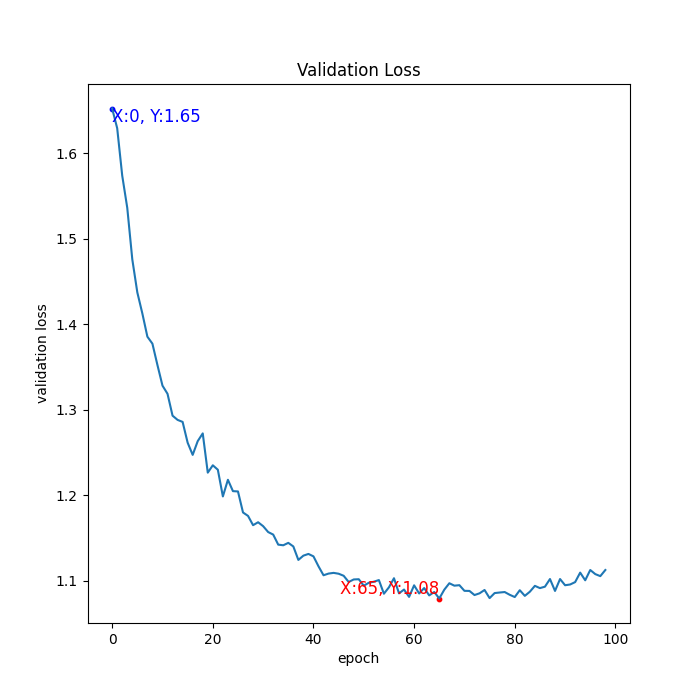 Validation Loss
X:0, Y:1.65
1.6
1.5
1.4
1.3
1.2
1.1
validation loss
X:65, Y:1.08
0 20 40 60 80 100
epoch